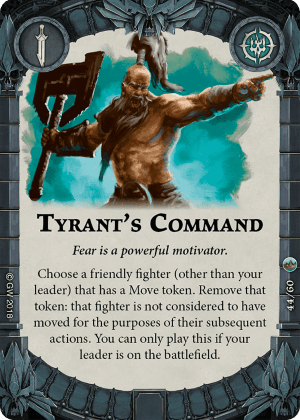 TYRANT'S COMMAND
Fear is a powerful motivator.
Choose a friendly fighter (other than your
leader) that has a Move token. Remove that
token: that fighter is not considered to have
moved for the purposes of their subsequent
actions. You can only play this if your
leader is on the battlefield.
© GW 2018
44/60